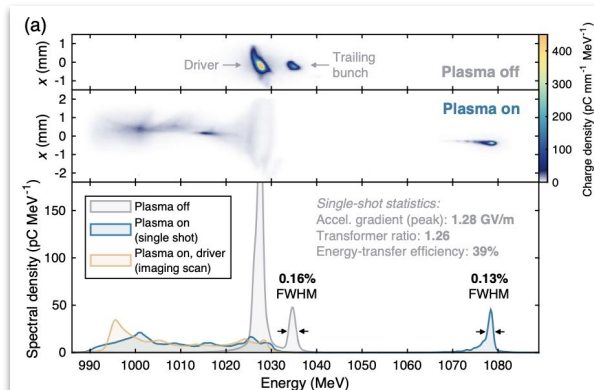 (a)
x (mm)
1
0
-1
Driver
Trailing
bunch
Plasma off
x (mm)
2
1
0
-1
-2
Plasma on
400
300
200
100
0
Charge density (pC mm⁻¹ MeV⁻¹)
Spectral density (pC MeV⁻¹)
150
100
50
0
Plasma off
Plasma on
(single shot)
Plasma on, driver
(imaging scan)
Single-shot statistics:
Accel. gradient (peak): 1.28 GV/m
Transformer ratio: 1.26
Energy-transfer efficiency: 39%
0.16%
FWHM
0.13%
FWHM
990 1000 1010 1020 1030 1040 1050 1060 1070 1080
Energy (MeV)